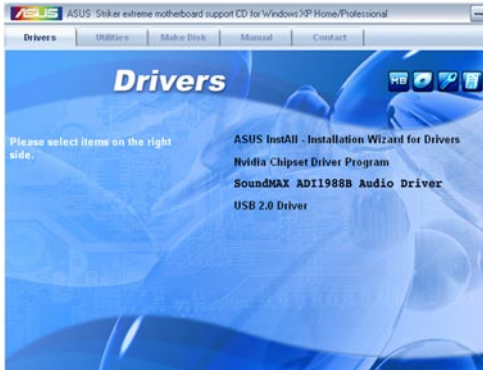 ASUS ASUS Striker extreme motherboard support CD for Windows XP Home/Professional
Drivers Utilities Make Disk Manual Contact
Drivers
MB
Please select items on the right
side.
ASUS InstAll - Installation Wizard for Drivers
Nvidia Chipset Driver Program
SoundMAX ADI1988B Audio Driver
USB 2.0 Driver